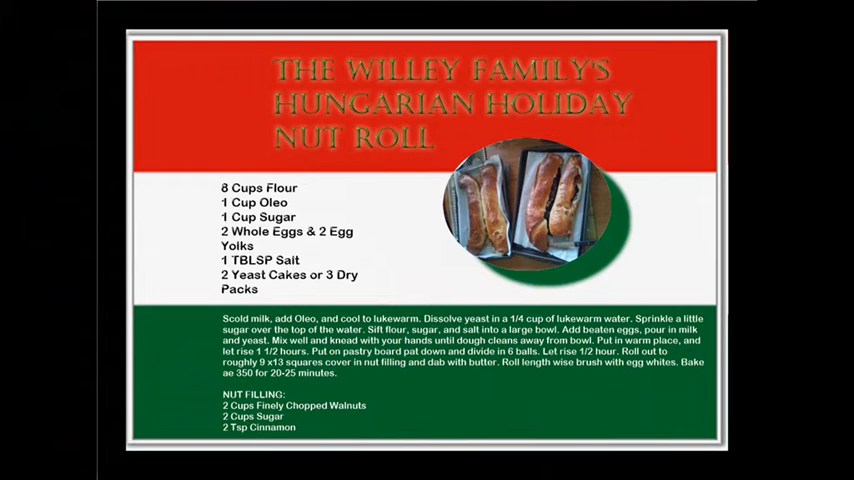 THE WILLEY FAMILY'S
HUNGARIAN HOLIDAY
NUT ROLL
8 Cups Flour
1 Cup Oleo
1 Cup Sugar
2 Whole Eggs & 2 Egg
Yolks
1 TBLSP Salt
2 Yeast Cakes or 3 Dry
Packs
Scold milk, add Oleo, and cool to lukewarm. Dissolve yeast in a 1/4 cup of lukewarm water. Sprinkle a little
sugar over the top of the water. Sift flour, sugar, and salt into a large bowl. Add beaten eggs, pour in milk
and yeast. Mix well and knead with your hands until dough cleans away from bowl. Put in warm place, and
let rise 1 1/2 hours. Put on pastry board pat down and divide in 6 balls. Let rise 1/2 hour. Roll out to
roughly 9 x13 squares cover in nut filling and dab with butter. Roll length wise brush with egg whites. Bake
ae 350 for 20-25 minutes.
NUT FILLING:
2 Cups Finely Chopped Walnuts
2 Cups Sugar
2 Tsp Cinnamon